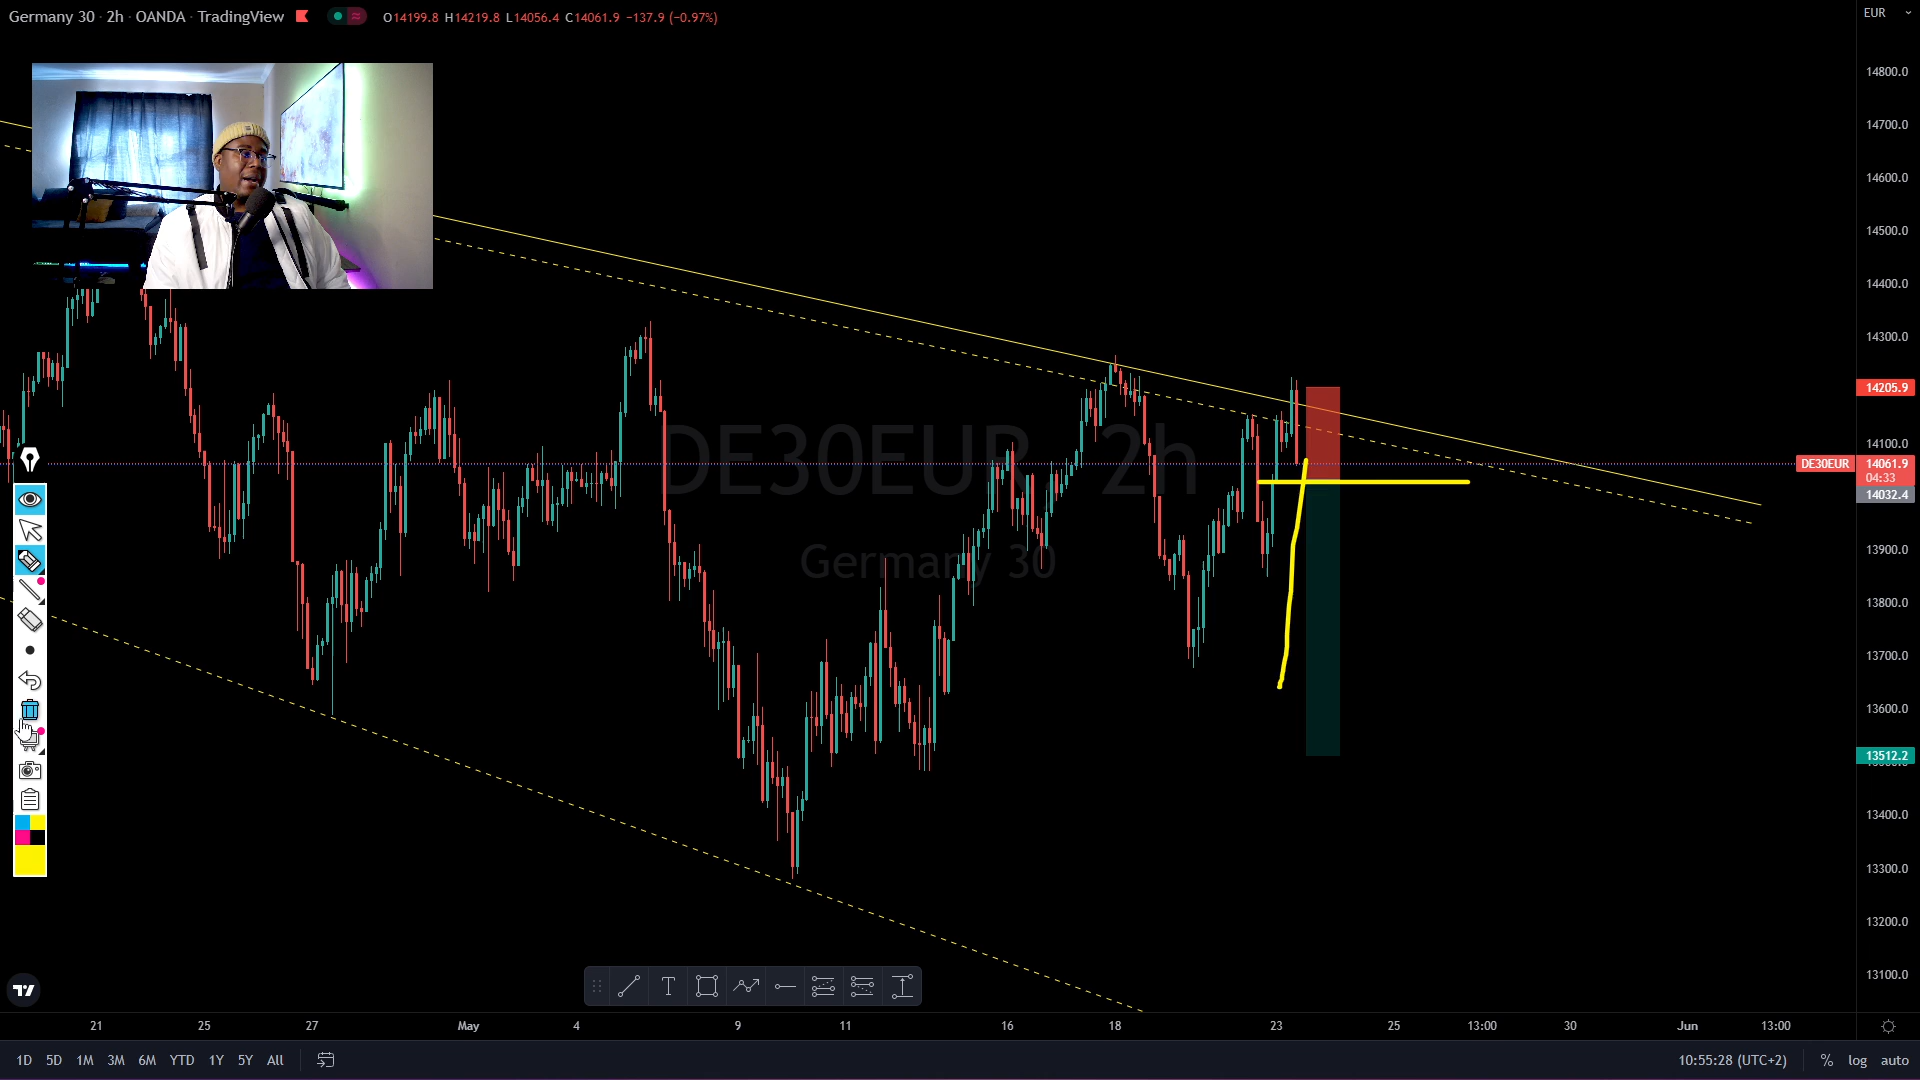 Germany 30 · 2h · OANDA · TradingView O14199.8 H14219.8 L14056.4 C14061.9 −137.9 (−0.97%)
EUR
14800.0
14700.0
14600.0
14500.0
14400.0
14300.0
14205.9
14100.0
DE30EUR 14061.9
04:33
14032.4
13900.0
13800.0
13700.0
13600.0
13512.2
13400.0
13300.0
13200.0
13100.0
DE30EUR, 2h
Germany 30
21 25 27 May 4 9 11 16 18 23 25 13:00 30 Jun 13:00
1D 5D 1M 3M 6M YTD 1Y 5Y All 10:55:28 (UTC+2) % log auto